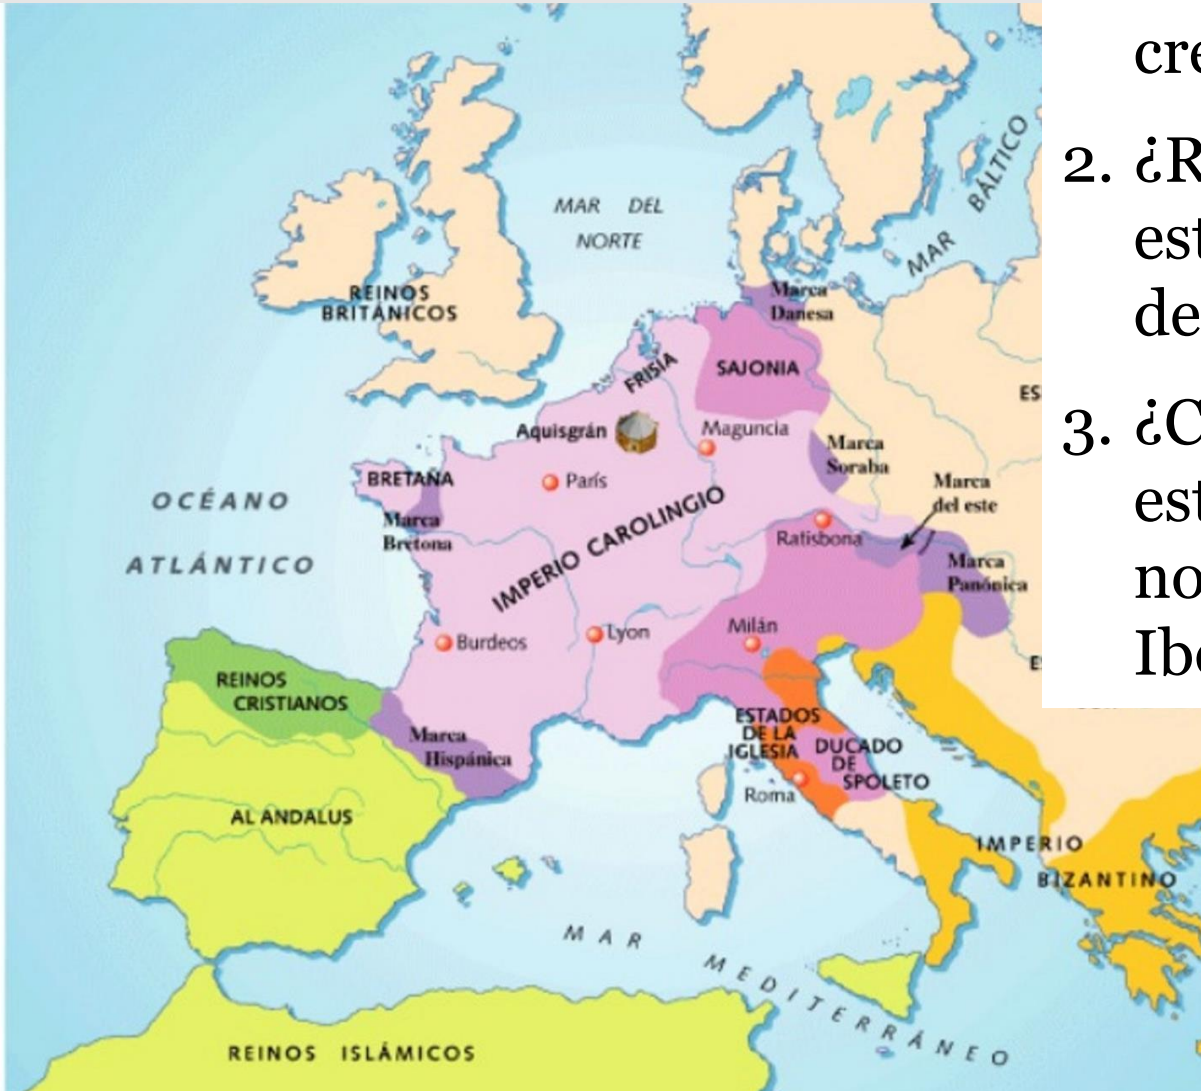 MAR DEL
NORTE
MAR BÁLTICO
REINOS
BRITÁNICOS
Marca
Danesa
FRISIA
SAJONIA
Aquisgrán
Maguncia
Marca
Soraba
BRETAÑA
París
Marca
del este
OCÉANO
ATLÁNTICO
Marca
Bretona
IMPERIO CAROLINGIO
Ratisbona
Marca
Panónica
Burdeos
Lyon
Milán
REINOS
CRISTIANOS
Marca
Hispánica
ESTADOS
DE LA
IGLESIA
DUCADO
DE
SPOLETO
Roma
AL ANDALUS
IMPERIO
BIZANTINO
MAR MEDITERRÁNEO
REINOS ISLÁMICOS
ES
E
cre
2. ¿R
est
de
3. ¿C
est
no
Ibe